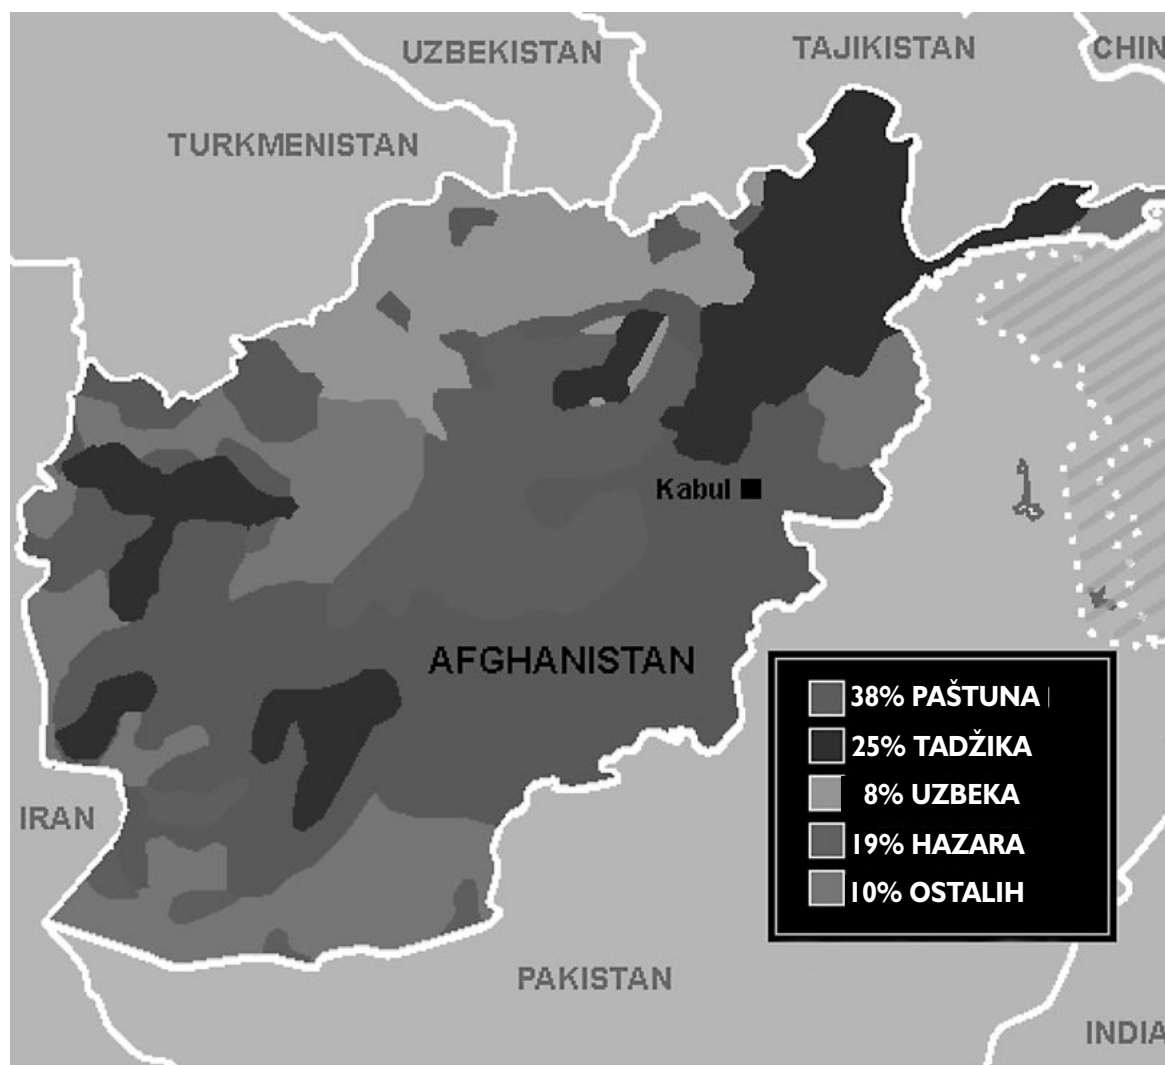 UZBEKISTAN
TAJIKISTAN
CHIN
TURKMENISTAN
Kabul
AFGHANISTAN
38% PAŠTUNA
25% TADŽIKA
8% UZBEKA
19% HAZARA
10% OSTALIH
IRAN
PAKISTAN
INDIA